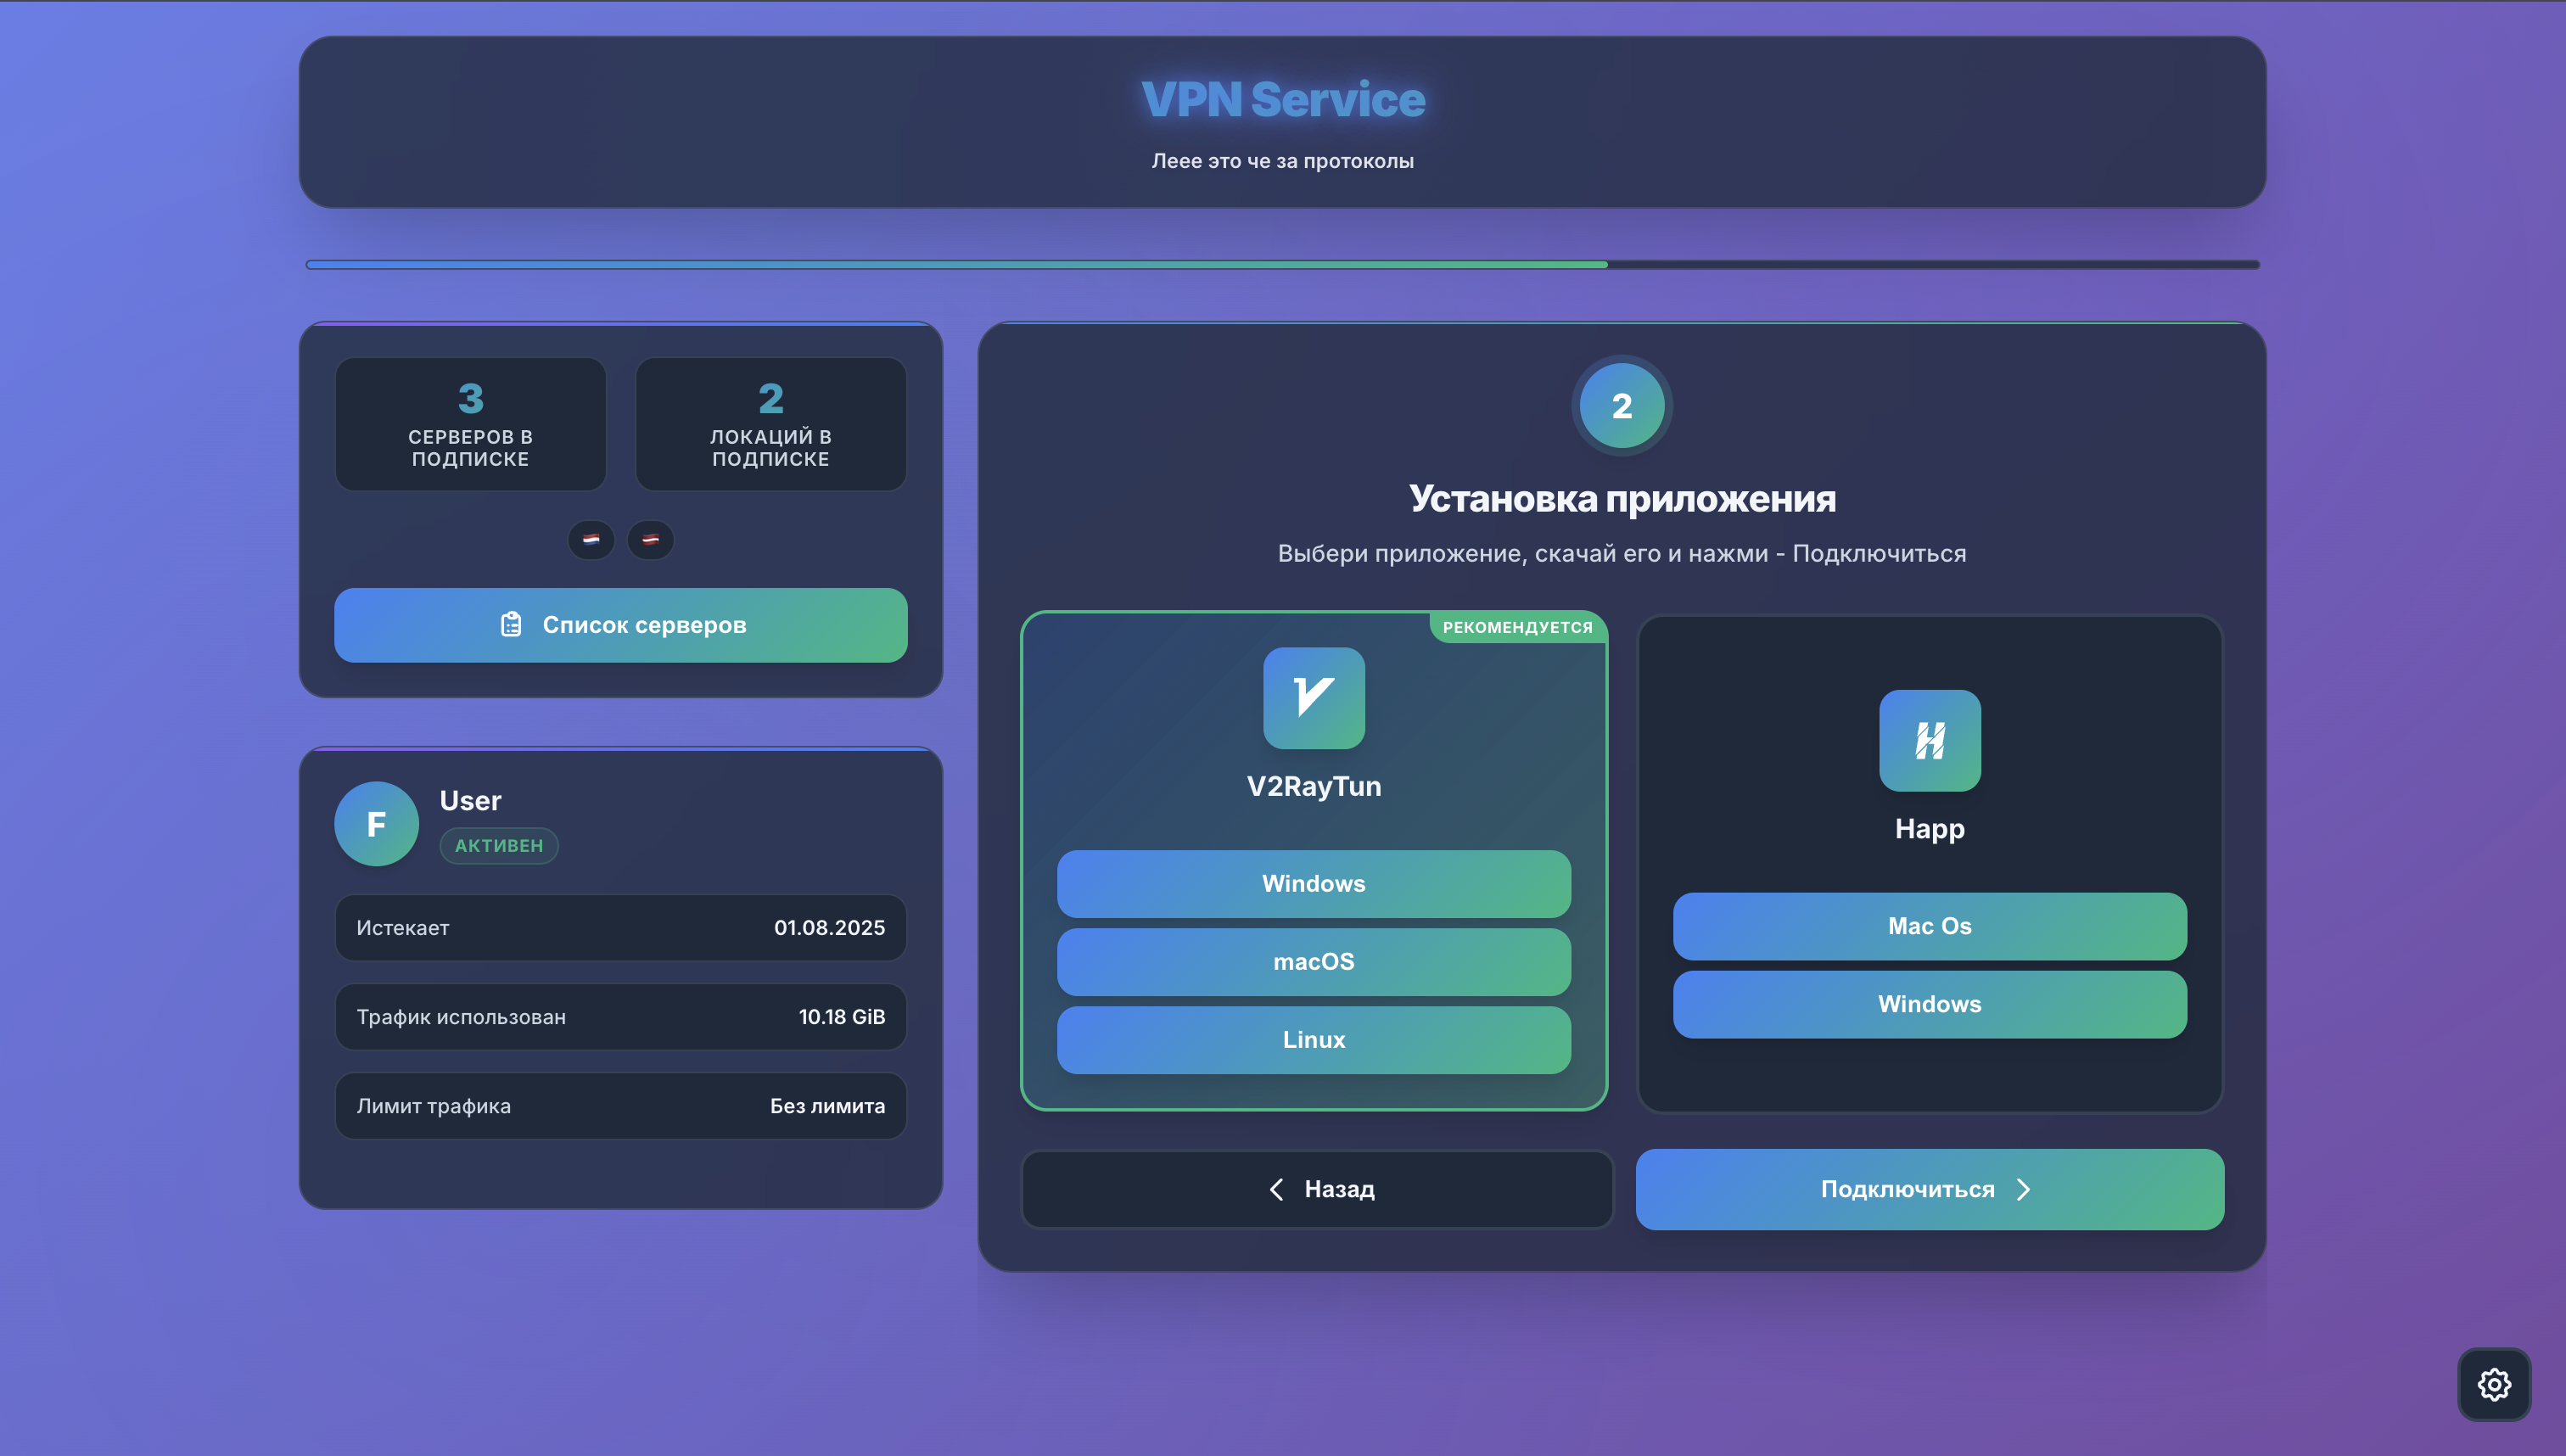 VPN Service
Леее это че за протоколы
3
СЕРВЕРОВ В
ПОДПИСКЕ
2
ЛОКАЦИЙ В
ПОДПИСКЕ
Список серверов
F
User
АКТИВЕН
Истекает 01.08.2025
Трафик использован 10.18 GiB
Лимит трафика Без лимита
2
Установка приложения
Выбери приложение, скачай его и нажми - Подключиться
РЕКОМЕНДУЕТСЯ
V2RayTun
Windows
macOS
Linux
H
Happ
Mac Os
Windows
Назад
Подключиться